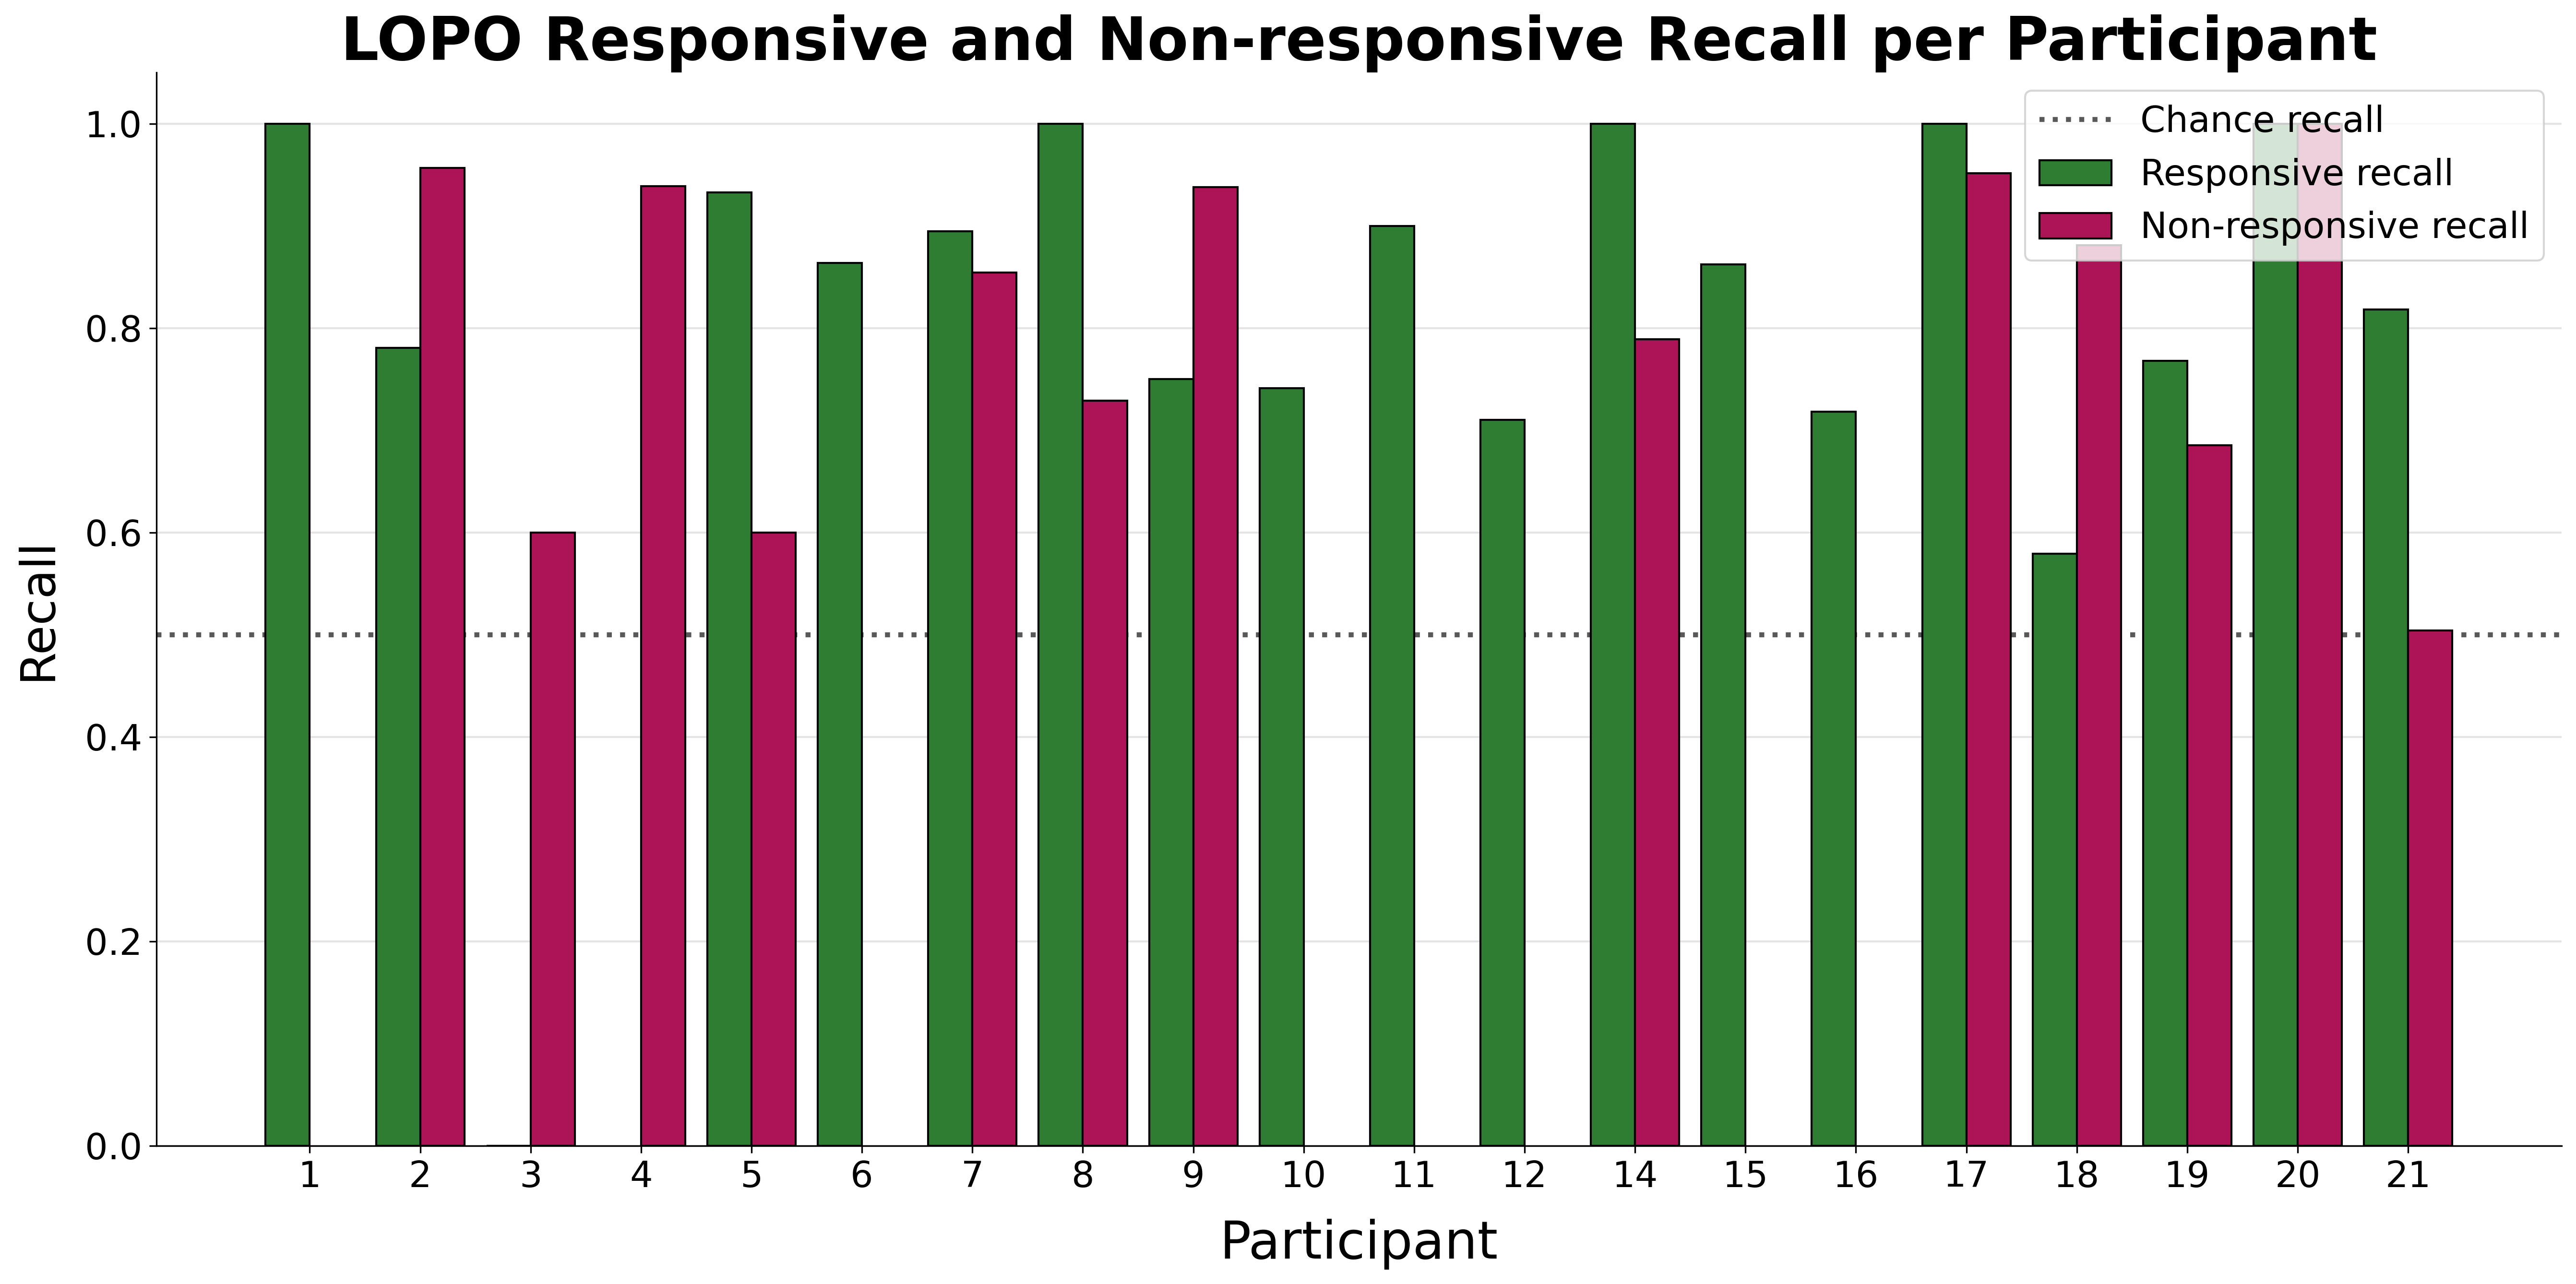 LOPO Responsive and Non-responsive Recall per Participant
Chance recall
Responsive recall
Non-responsive recall
1.0
0.8
0.6
0.4
0.2
0.0
Recall
1 2 3 4 5 6 7 8 9 10 11 12 14 15 16 17 18 19 20 21
Participant